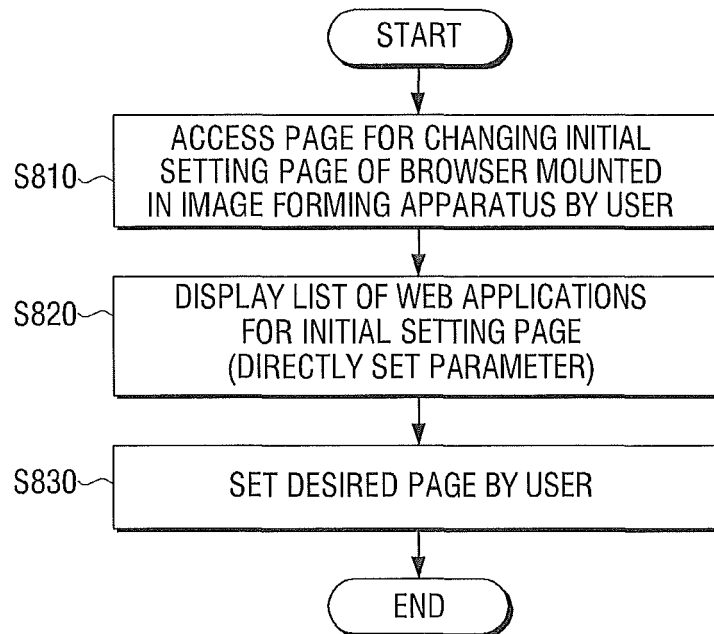 START
S810
ACCESS PAGE FOR CHANGING INITIAL
SETTING PAGE OF BROWSER MOUNTED
IN IMAGE FORMING APPARATUS BY USER
S820
DISPLAY LIST OF WEB APPLICATIONS
FOR INITIAL SETTING PAGE
(DIRECTLY SET PARAMETER)
S830
SET DESIRED PAGE BY USER
END